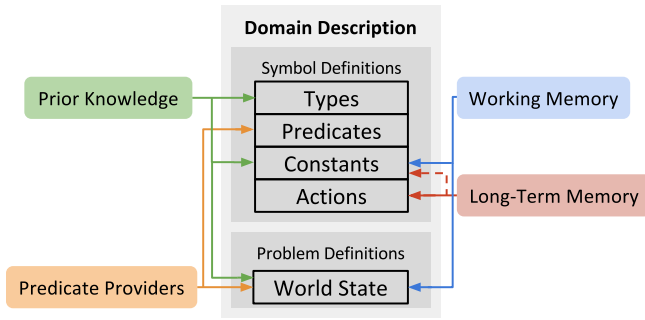 Domain Description
Symbol Definitions
Prior Knowledge
Types
Working Memory
Predicates
Constants
Actions
Long-Term Memory
Problem Definitions
Predicate Providers
World State